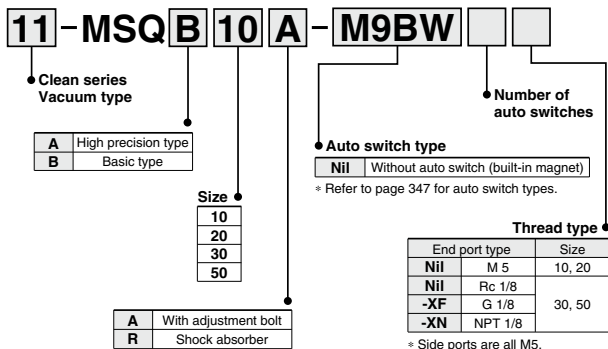 11-MSQB10A-M9BW
Clean series
Vacuum type
A High precision type
B Basic type
Size
10
20
30
50
A With adjustment bolt
R Shock absorber
Number of
auto switches
Auto switch type
Nil Without auto switch (built-in magnet)
* Refer to page 347 for auto switch types.
Thread type
End port type Size
Nil M 5 10, 20
Nil Rc 1/8 30, 50
-XF G 1/8
-XN NPT 1/8
* Side ports are all M5.